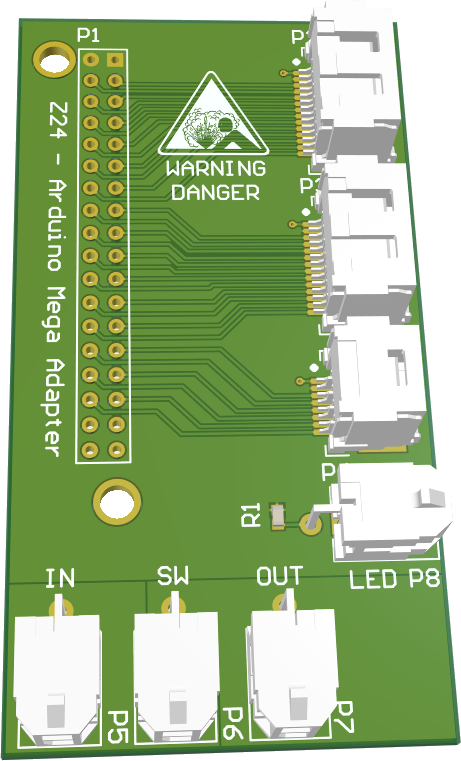 P1
P
WARNING
DANGER
P
Z24 - Arduino Mega Adapter
P
R1
LED P8
IN
SW
OUT
P5
P6
P7